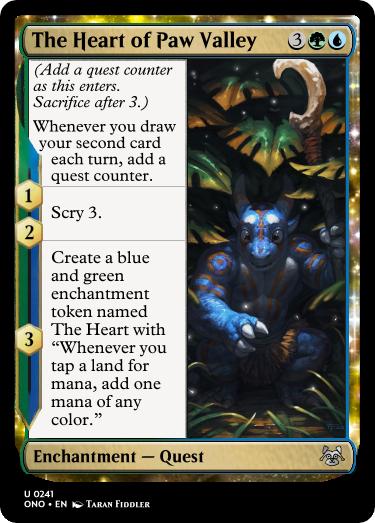 The Heart of Paw Valley 3
(Add a quest counter
as this enters.
Sacrifice after 3.)
Whenever you draw
your second card
each turn, add a
quest counter.
1
Scry 3.
2
Create a blue
and green
enchantment
token named
3
The Heart with
“Whenever you
tap a land for
mana, add one
mana of any
color.”
Enchantment — Quest
U 0241
ONO • EN TARAN FIDDLER